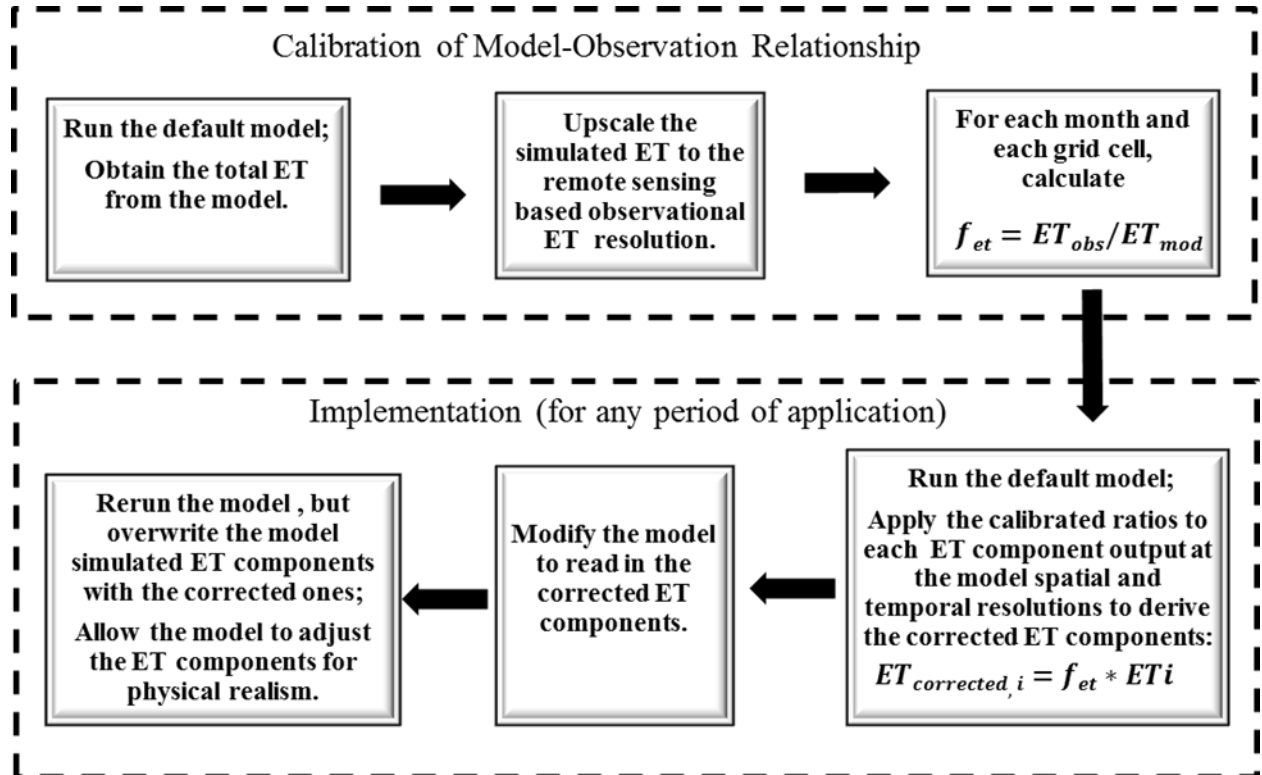 Calibration of Model-Observation Relationship
Run the default model;
Obtain the total ET
from the model.
Upscale the
simulated ET to the
remote sensing
based observational
ET resolution.
For each month and
each grid cell,
calculate
f_et = ET_obs/ET_mod
Implementation (for any period of application)
Run the default model;
Apply the calibrated ratios to
each ET component output at
the model spatial and
temporal resolutions to derive
the corrected ET components:
ET_corrected, i = f_et * ETi
Modify the model
to read in the
corrected ET
components.
Rerun the model , but
overwrite the model
simulated ET components
with the corrected ones;
Allow the model to adjust
the ET components for
physical realism.